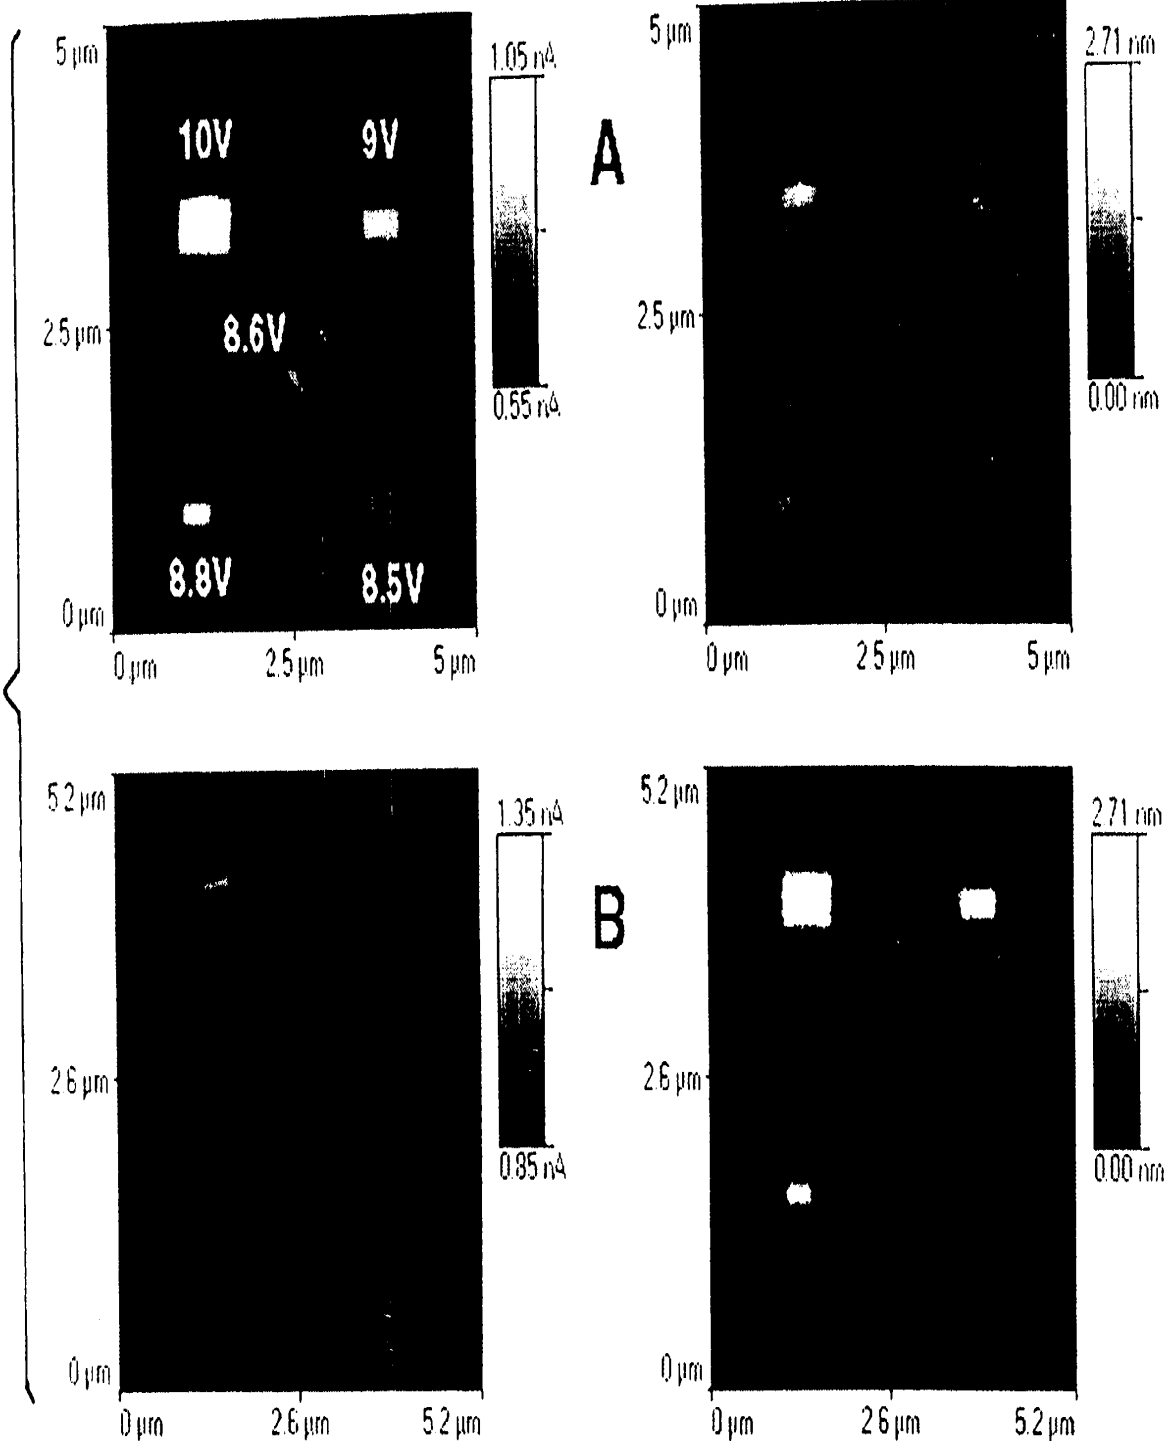 5 µm
1.05 nA
10V 9V
2.5 µm
8.6V
0.55 nA
8.8V 8.5V
0 µm
0 µm 2.5 µm 5 µm
A
5 µm
2.71 nm
2.5 µm
0.00 nm
0 µm
0 µm 2.5 µm 5 µm
5.2 µm
1.35 nA
2.6 µm
0.85 nA
0 µm
0 µm 2.6 µm 5.2 µm
B
5.2 µm
2.71 nm
2.6 µm
0.00 nm
0 µm
0 µm 2.6 µm 5.2 µm